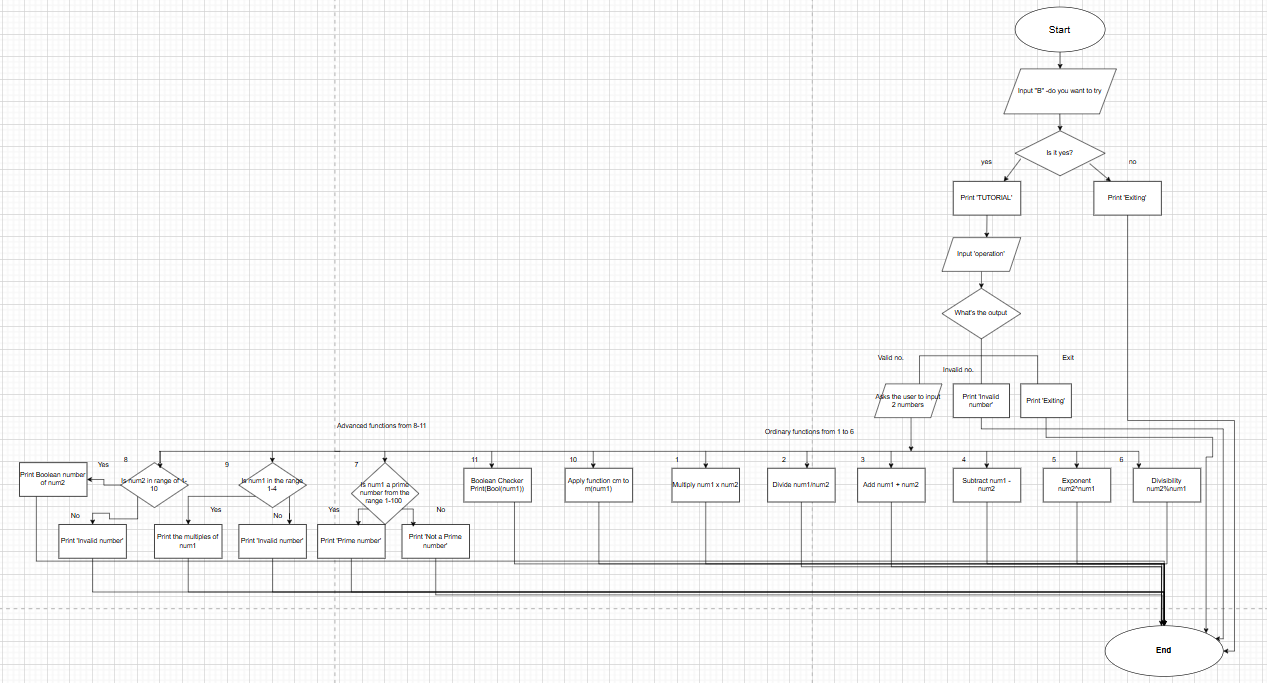 Start
Input "B" -do you want to try
Is it yes?
yes
no
Print 'TUTORIAL'
Print 'Exiting'
Input 'operation'
What's the output
Valid no.
Invalid no.
Exit
Asks the user to input
2 numbers
Print 'Invalid
number'
Print 'Exiting'
Advanced functions from 8-11
Ordinary functions from 1 to 6
8
9
7
11
10
1
2
3
4
5
6
Print Boolean number
of num2
Yes
Is num2 in range of 1-
10
Is num1 in the range
1-4
Is num1 a prime
number from the
range 1-100
Boolean Checker
Print(Bool(num1))
Apply function cm to
m(num1)
Multiply num1 x num2
Divide num1/num2
Add num1 + num2
Subtract num1 -
num2
Exponent
num2^num1
Divisibility
num2%num1
No
Yes
No
Yes
No
Print 'Invalid number'
Print the multiples of
num1
Print 'Invalid number'
Print 'Prime number'
Print 'Not a Prime
number'
End